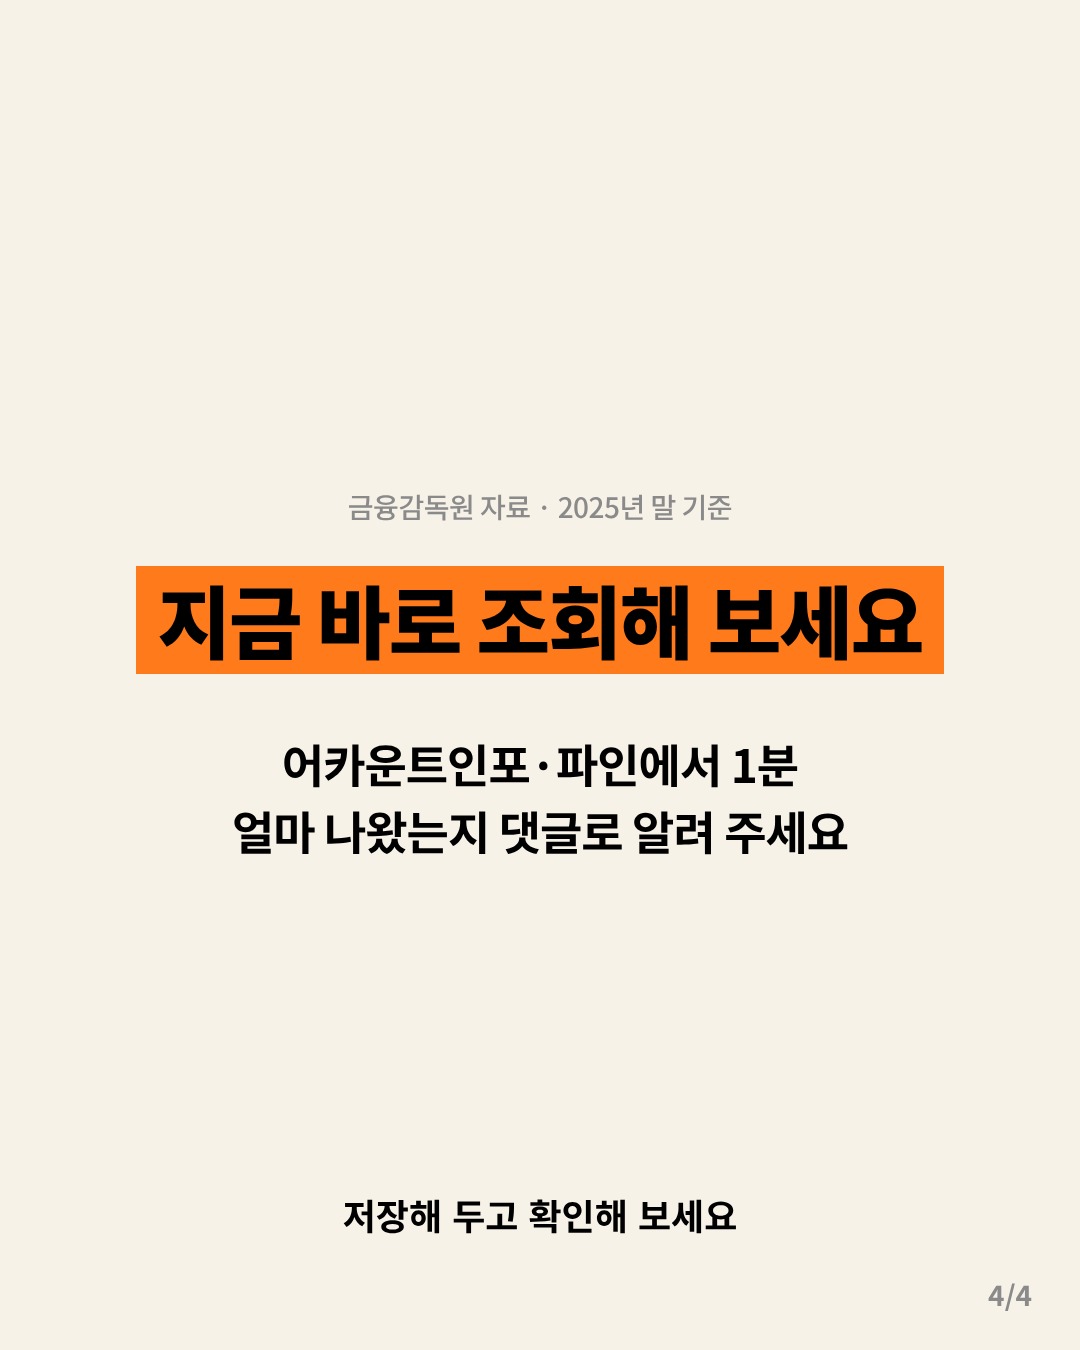 금융감독원 자료 · 2025년 말 기준
지금 바로 조회해 보세요
어카운트인포·파인에서 1분
얼마 나왔는지 댓글로 알려 주세요
저장해 두고 확인해 보세요
4/4